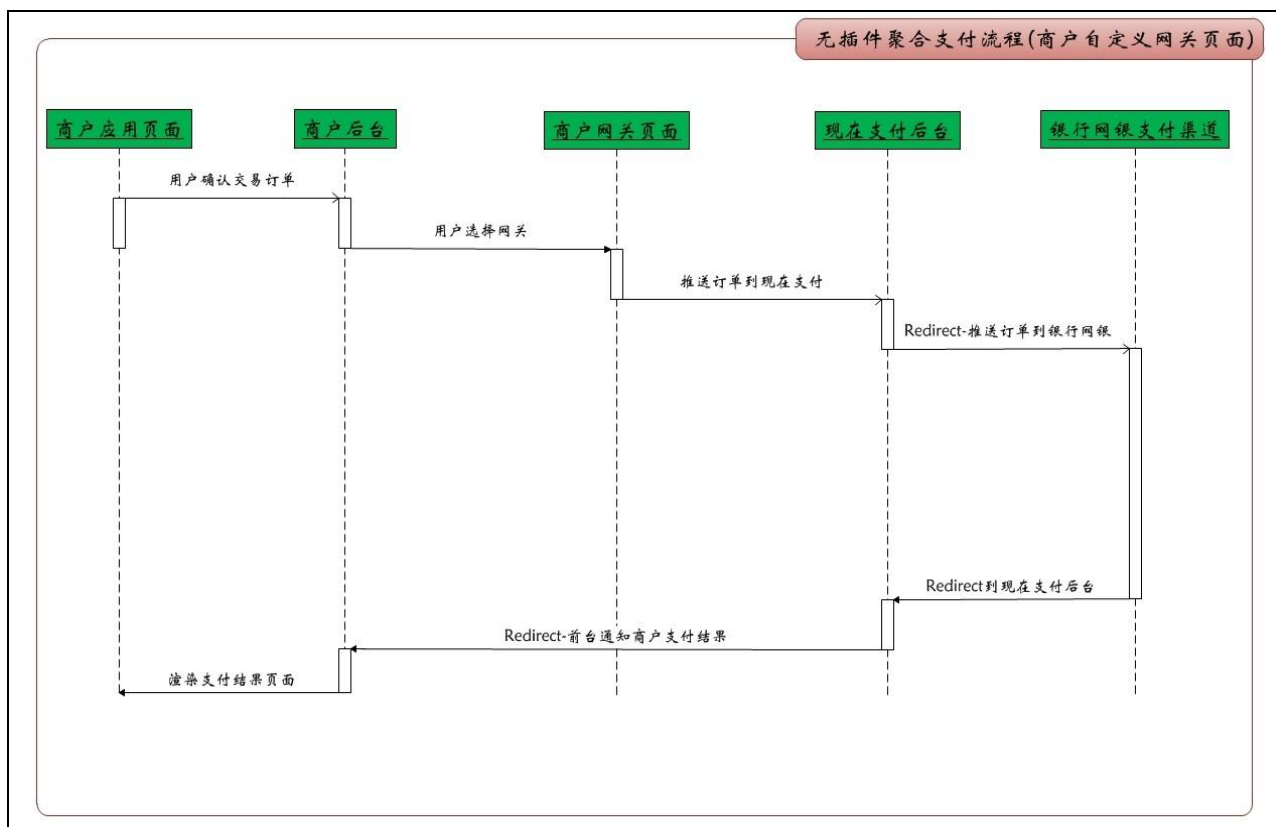 无插件聚合支付流程(商户自定义网关页面)
商户应用页面
商户后台
商户网关页面
现在支付后台
银行网银支付渠道
用户确认交易订单
用户选择网关
推送订单到现在支付
Redirect-推送订单到银行网银
Redirect到现在支付后台
Redirect-前台通知商户支付结果
渲染支付结果页面